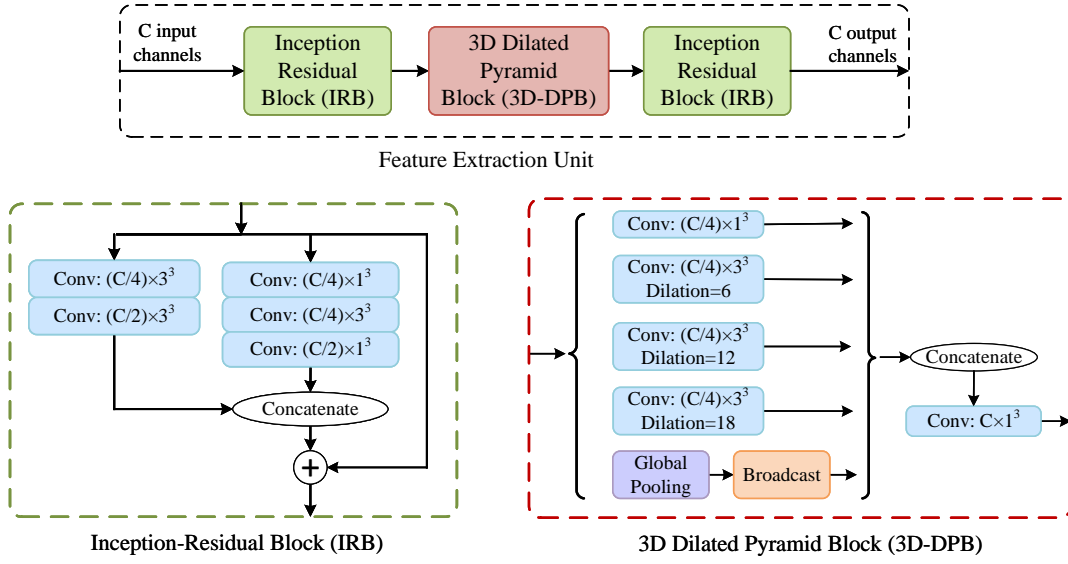 C input
channels
Inception
Residual
Block (IRB)
3D Dilated
Pyramid
Block (3D-DPB)
Inception
Residual
Block (IRB)
C output
channels
Feature Extraction Unit
Conv: (C/4)×3³
Conv: (C/2)×3³
Conv: (C/4)×1³
Conv: (C/4)×3³
Conv: (C/2)×1³
Concatenate
+
Inception-Residual Block (IRB)
Conv: (C/4)×1³
Conv: (C/4)×3³
Dilation=6
Conv: (C/4)×3³
Dilation=12
Conv: (C/4)×3³
Dilation=18
Global
Pooling
Broadcast
Concatenate
Conv: C×1³
3D Dilated Pyramid Block (3D-DPB)